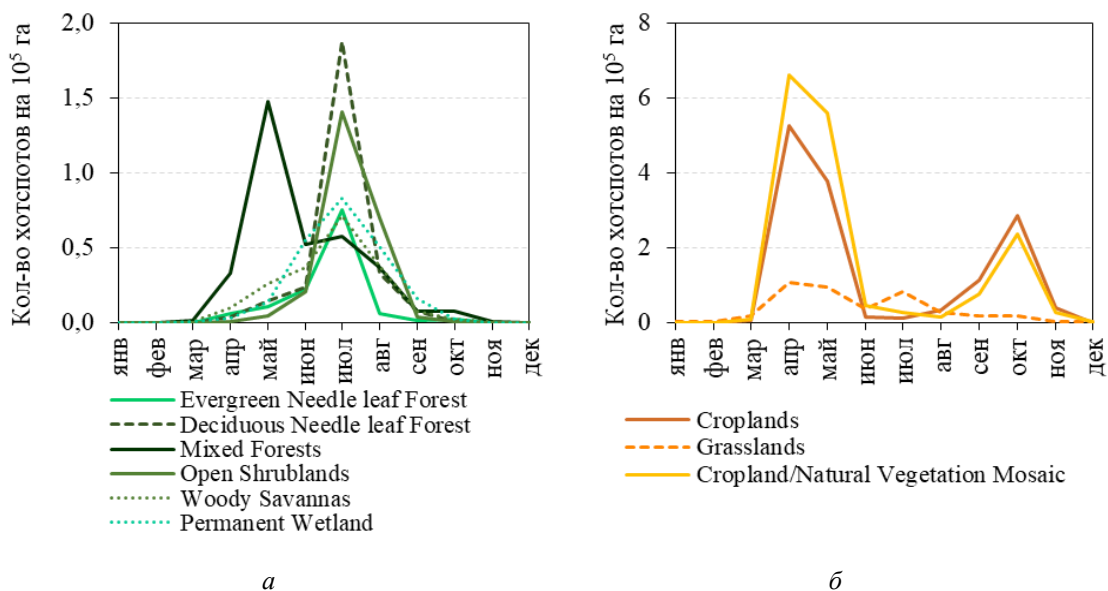 Кол-во хотспотов на 10⁵ га
2,0
1,5
1,0
0,5
0,0
янв
фев
мар
апр
май
июн
июл
авг
сен
окт
ноя
дек
Evergreen Needle leaf Forest
Deciduous Needle leaf Forest
Mixed Forests
Open Shrublands
Woody Savannas
Permanent Wetland
а
Кол-во хотспотов на 10⁵ га
8
6
4
2
0
янв
фев
мар
апр
май
июн
июл
авг
сен
окт
ноя
дек
Croplands
Grasslands
Cropland/Natural Vegetation Mosaic
б